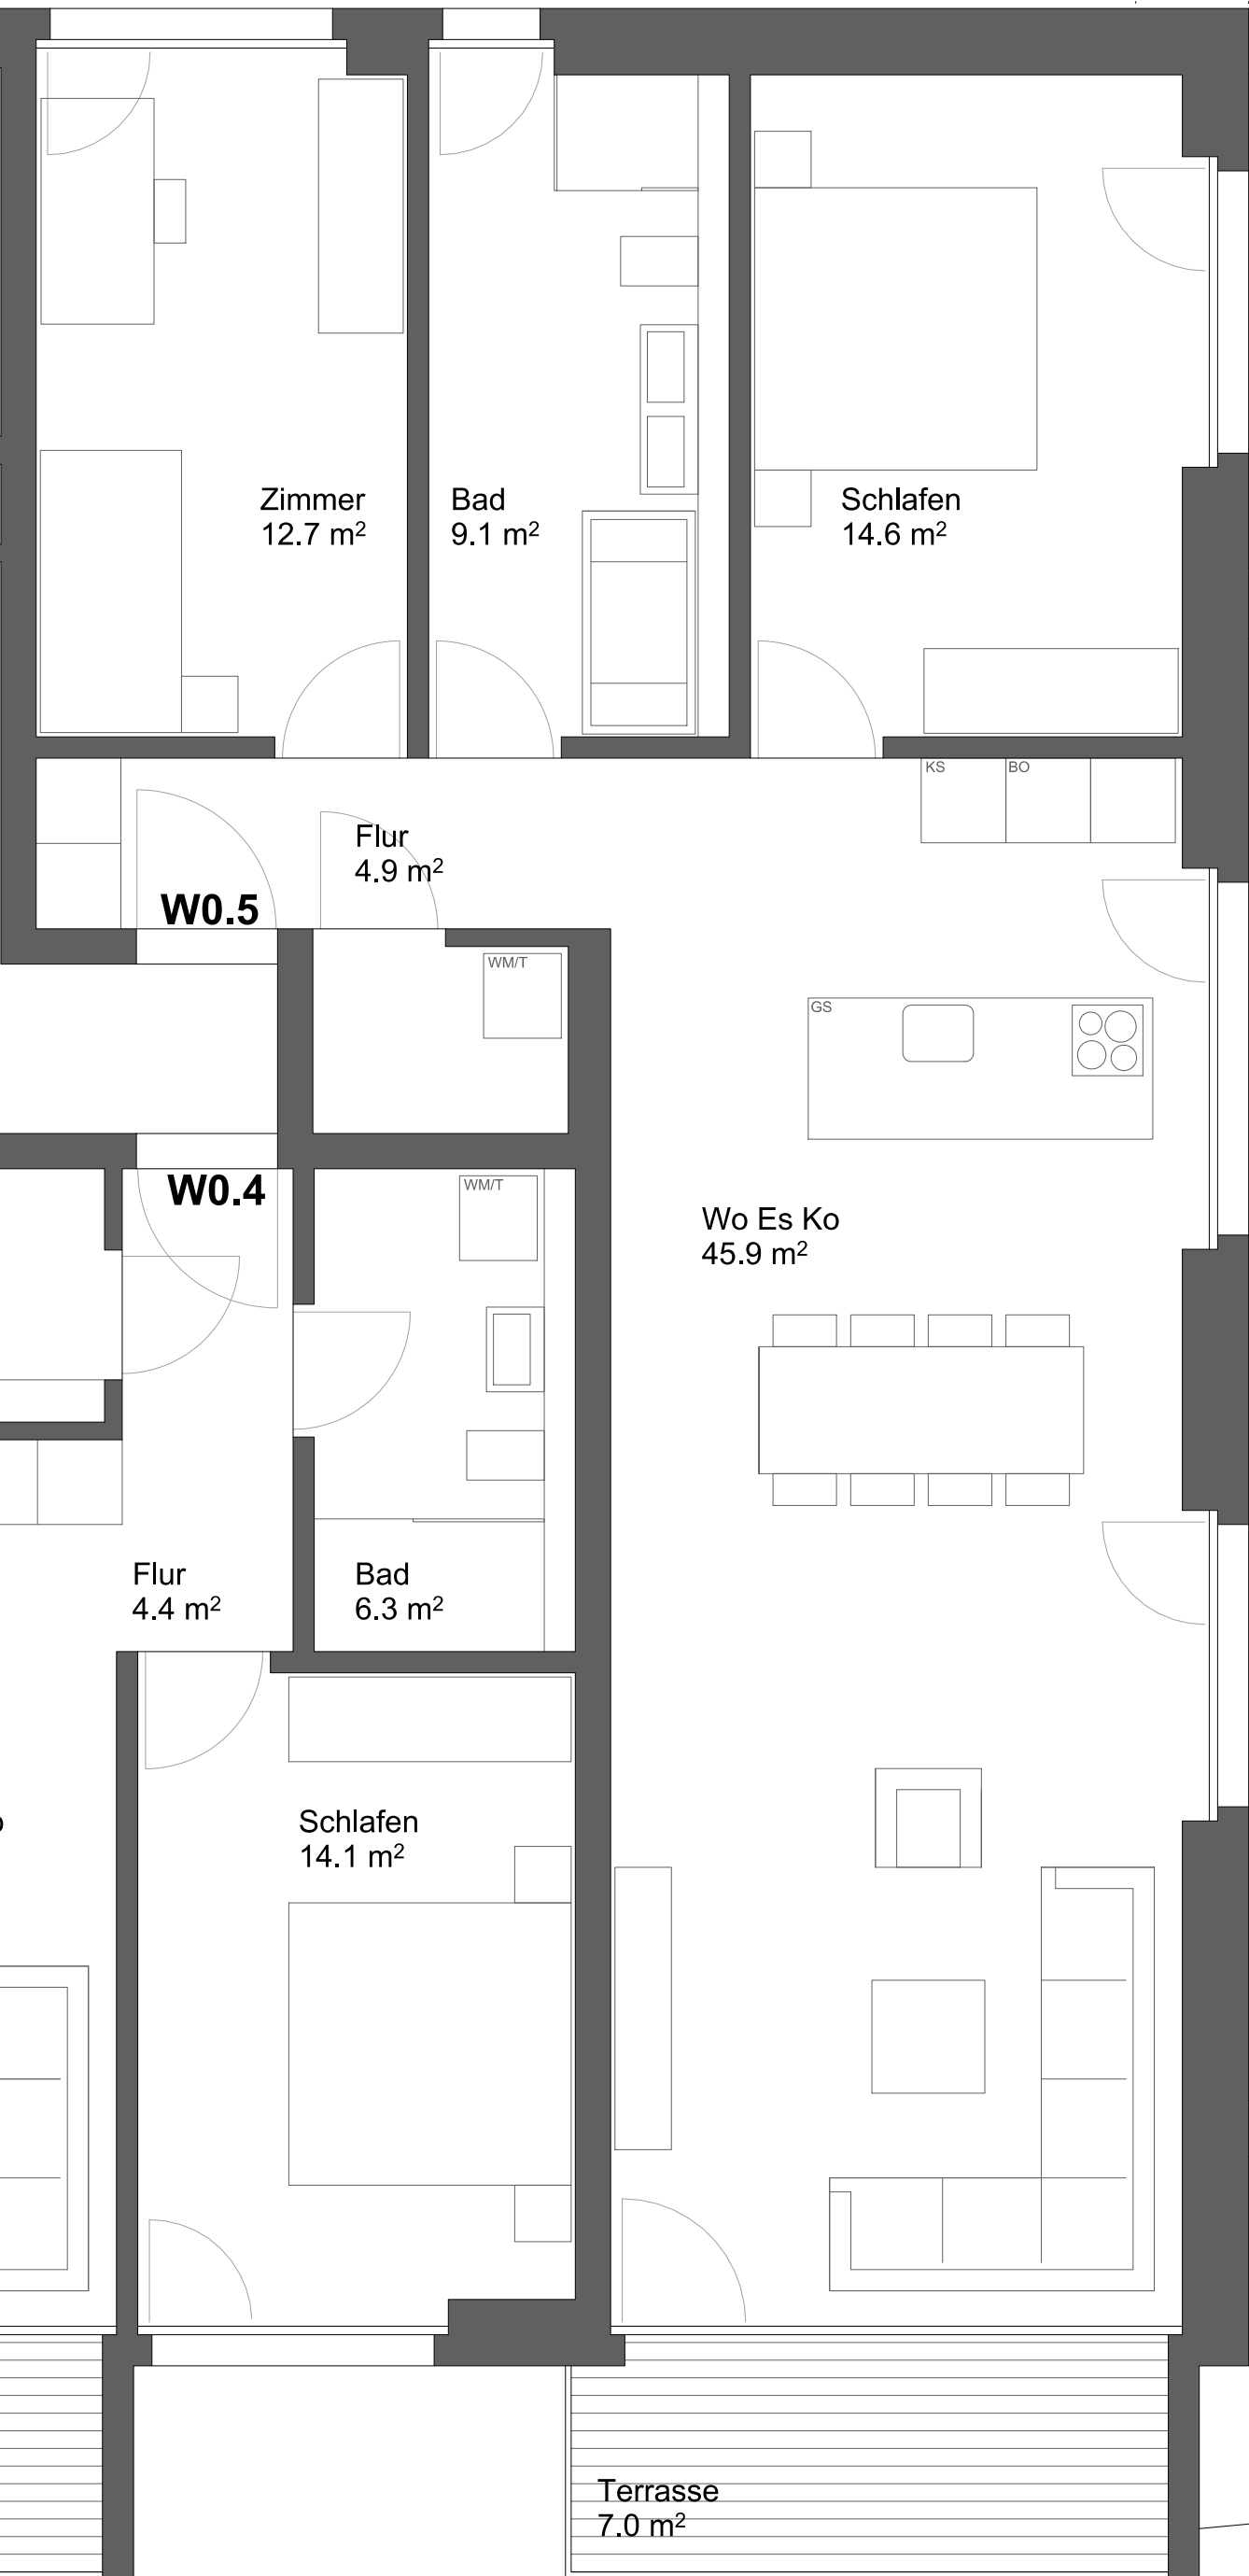 Zimmer
12.7 m²
Bad
9.1 m²
Schlafen
14.6 m²
KS
BO
Flur
4.9 m²
W0.5
WM/T
GS
W0.4
WM/T
Wo Es Ko
45.9 m²
Flur
4.4 m²
Bad
6.3 m²
Schlafen
14.1 m²
Terrasse
7.0 m²